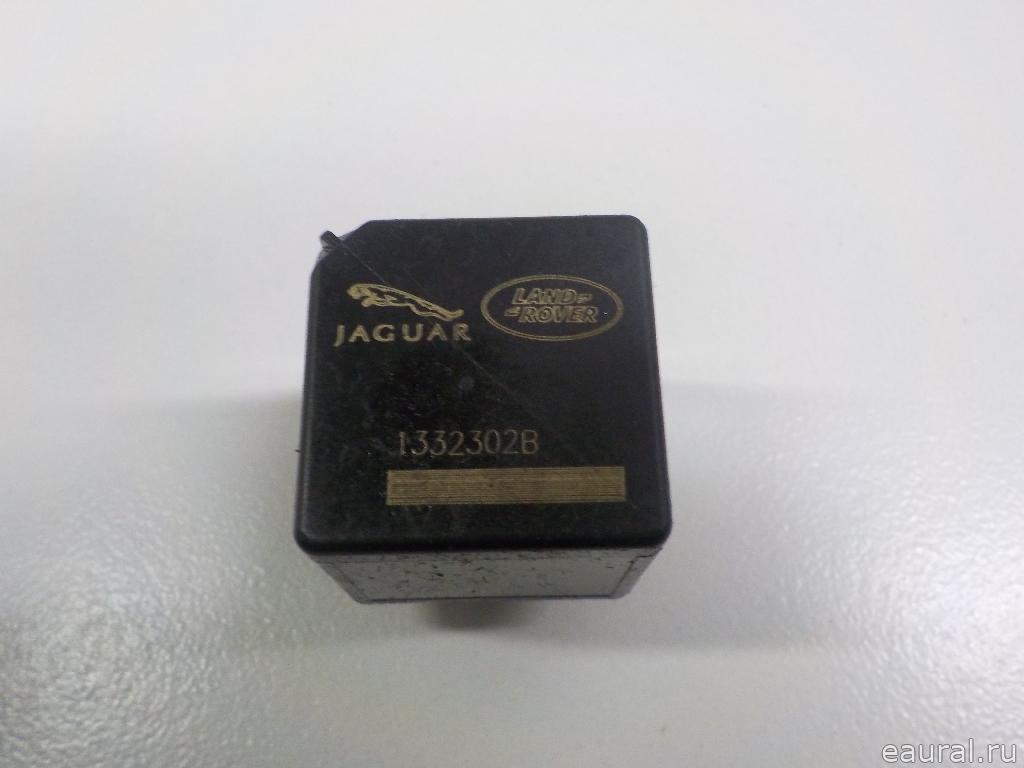 JAGUAR
LAND
ROVER
1332302B
eaural.ru